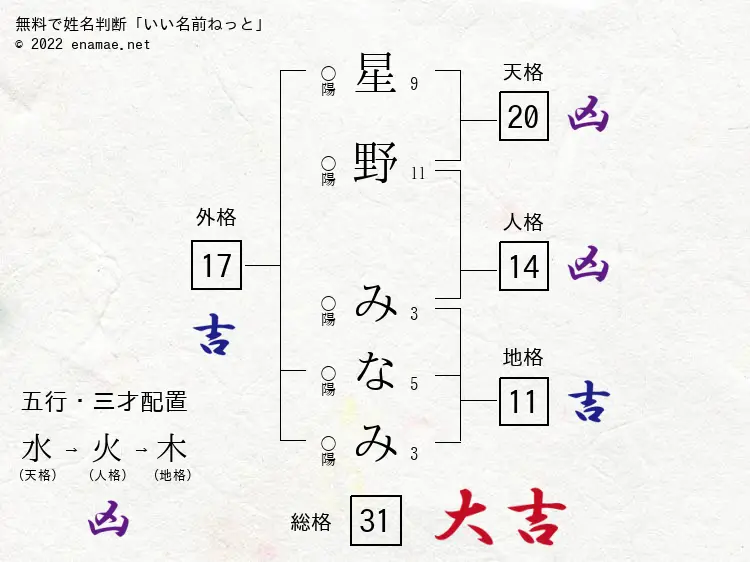 無料で姓名判断「いい名前ねっと」
© 2022 enamae.net
○陽 星 9
○陽 野 11
○陽 み 3
○陽 な 5
○陽 み 3
天格
20 凶
人格
14 凶
地格
11 吉
外格
17
吉
五行・三才配置
水→火→木
(天格) (人格) (地格)
凶
総格 31 大吉